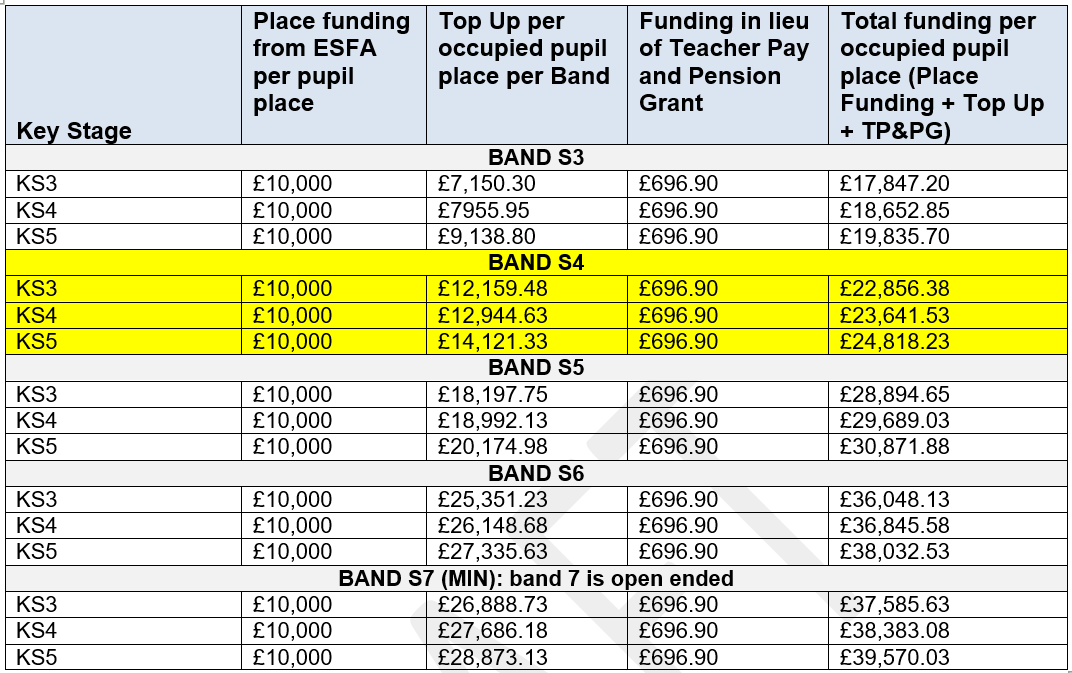 Key Stage | Place funding from ESFA per pupil place | Top Up per occupied pupil place per Band | Funding in lieu of Teacher Pay and Pension Grant | Total funding per occupied pupil place (Place Funding + Top Up + TP&PG)
BAND S3
KS3 £10,000 £7,150.30 £696.90 £17,847.20
KS4 £10,000 £7955.95 £696.90 £18,652.85
KS5 £10,000 £9,138.80 £696.90 £19,835.70
BAND S4
KS3 £10,000 £12,159.48 £696.90 £22,856.38
KS4 £10,000 £12,944.63 £696.90 £23,641.53
KS5 £10,000 £14,121.33 £696.90 £24,818.23
BAND S5
KS3 £10,000 £18,197.75 £696.90 £28,894.65
KS4 £10,000 £18,992.13 £696.90 £29,689.03
KS5 £10,000 £20,174.98 £696.90 £30,871.88
BAND S6
KS3 £10,000 £25,351.23 £696.90 £36,048.13
KS4 £10,000 £26,148.68 £696.90 £36,845.58
KS5 £10,000 £27,335.63 £696.90 £38,032.53
BAND S7 (MIN): band 7 is open ended
KS3 £10,000 £26,888.73 £696.90 £37,585.63
KS4 £10,000 £27,686.18 £696.90 £38,383.08
KS5 £10,000 £28,873.13 £696.90 £39,570.03